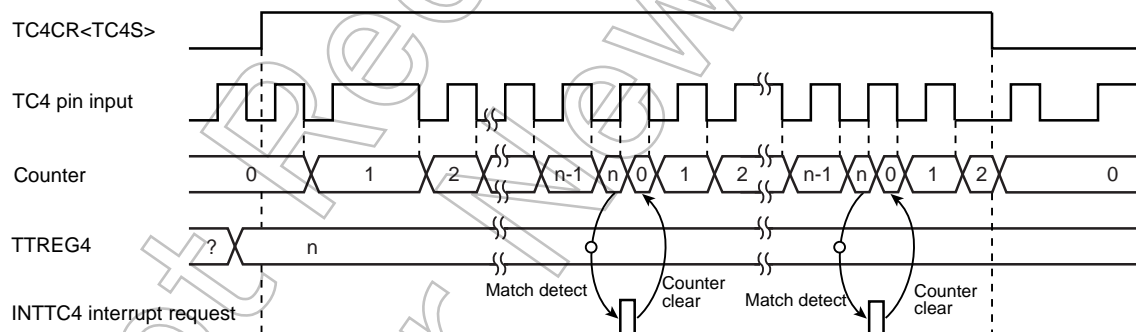 TC4CR<TC4S>
TC4 pin input
Counter 0 1 2 n-1 n 0 1 2 n-1 n 0 1 2 0
TTREG4 ? n
Match detect Counter clear Match detect Counter clear
INTTC4 interrupt request